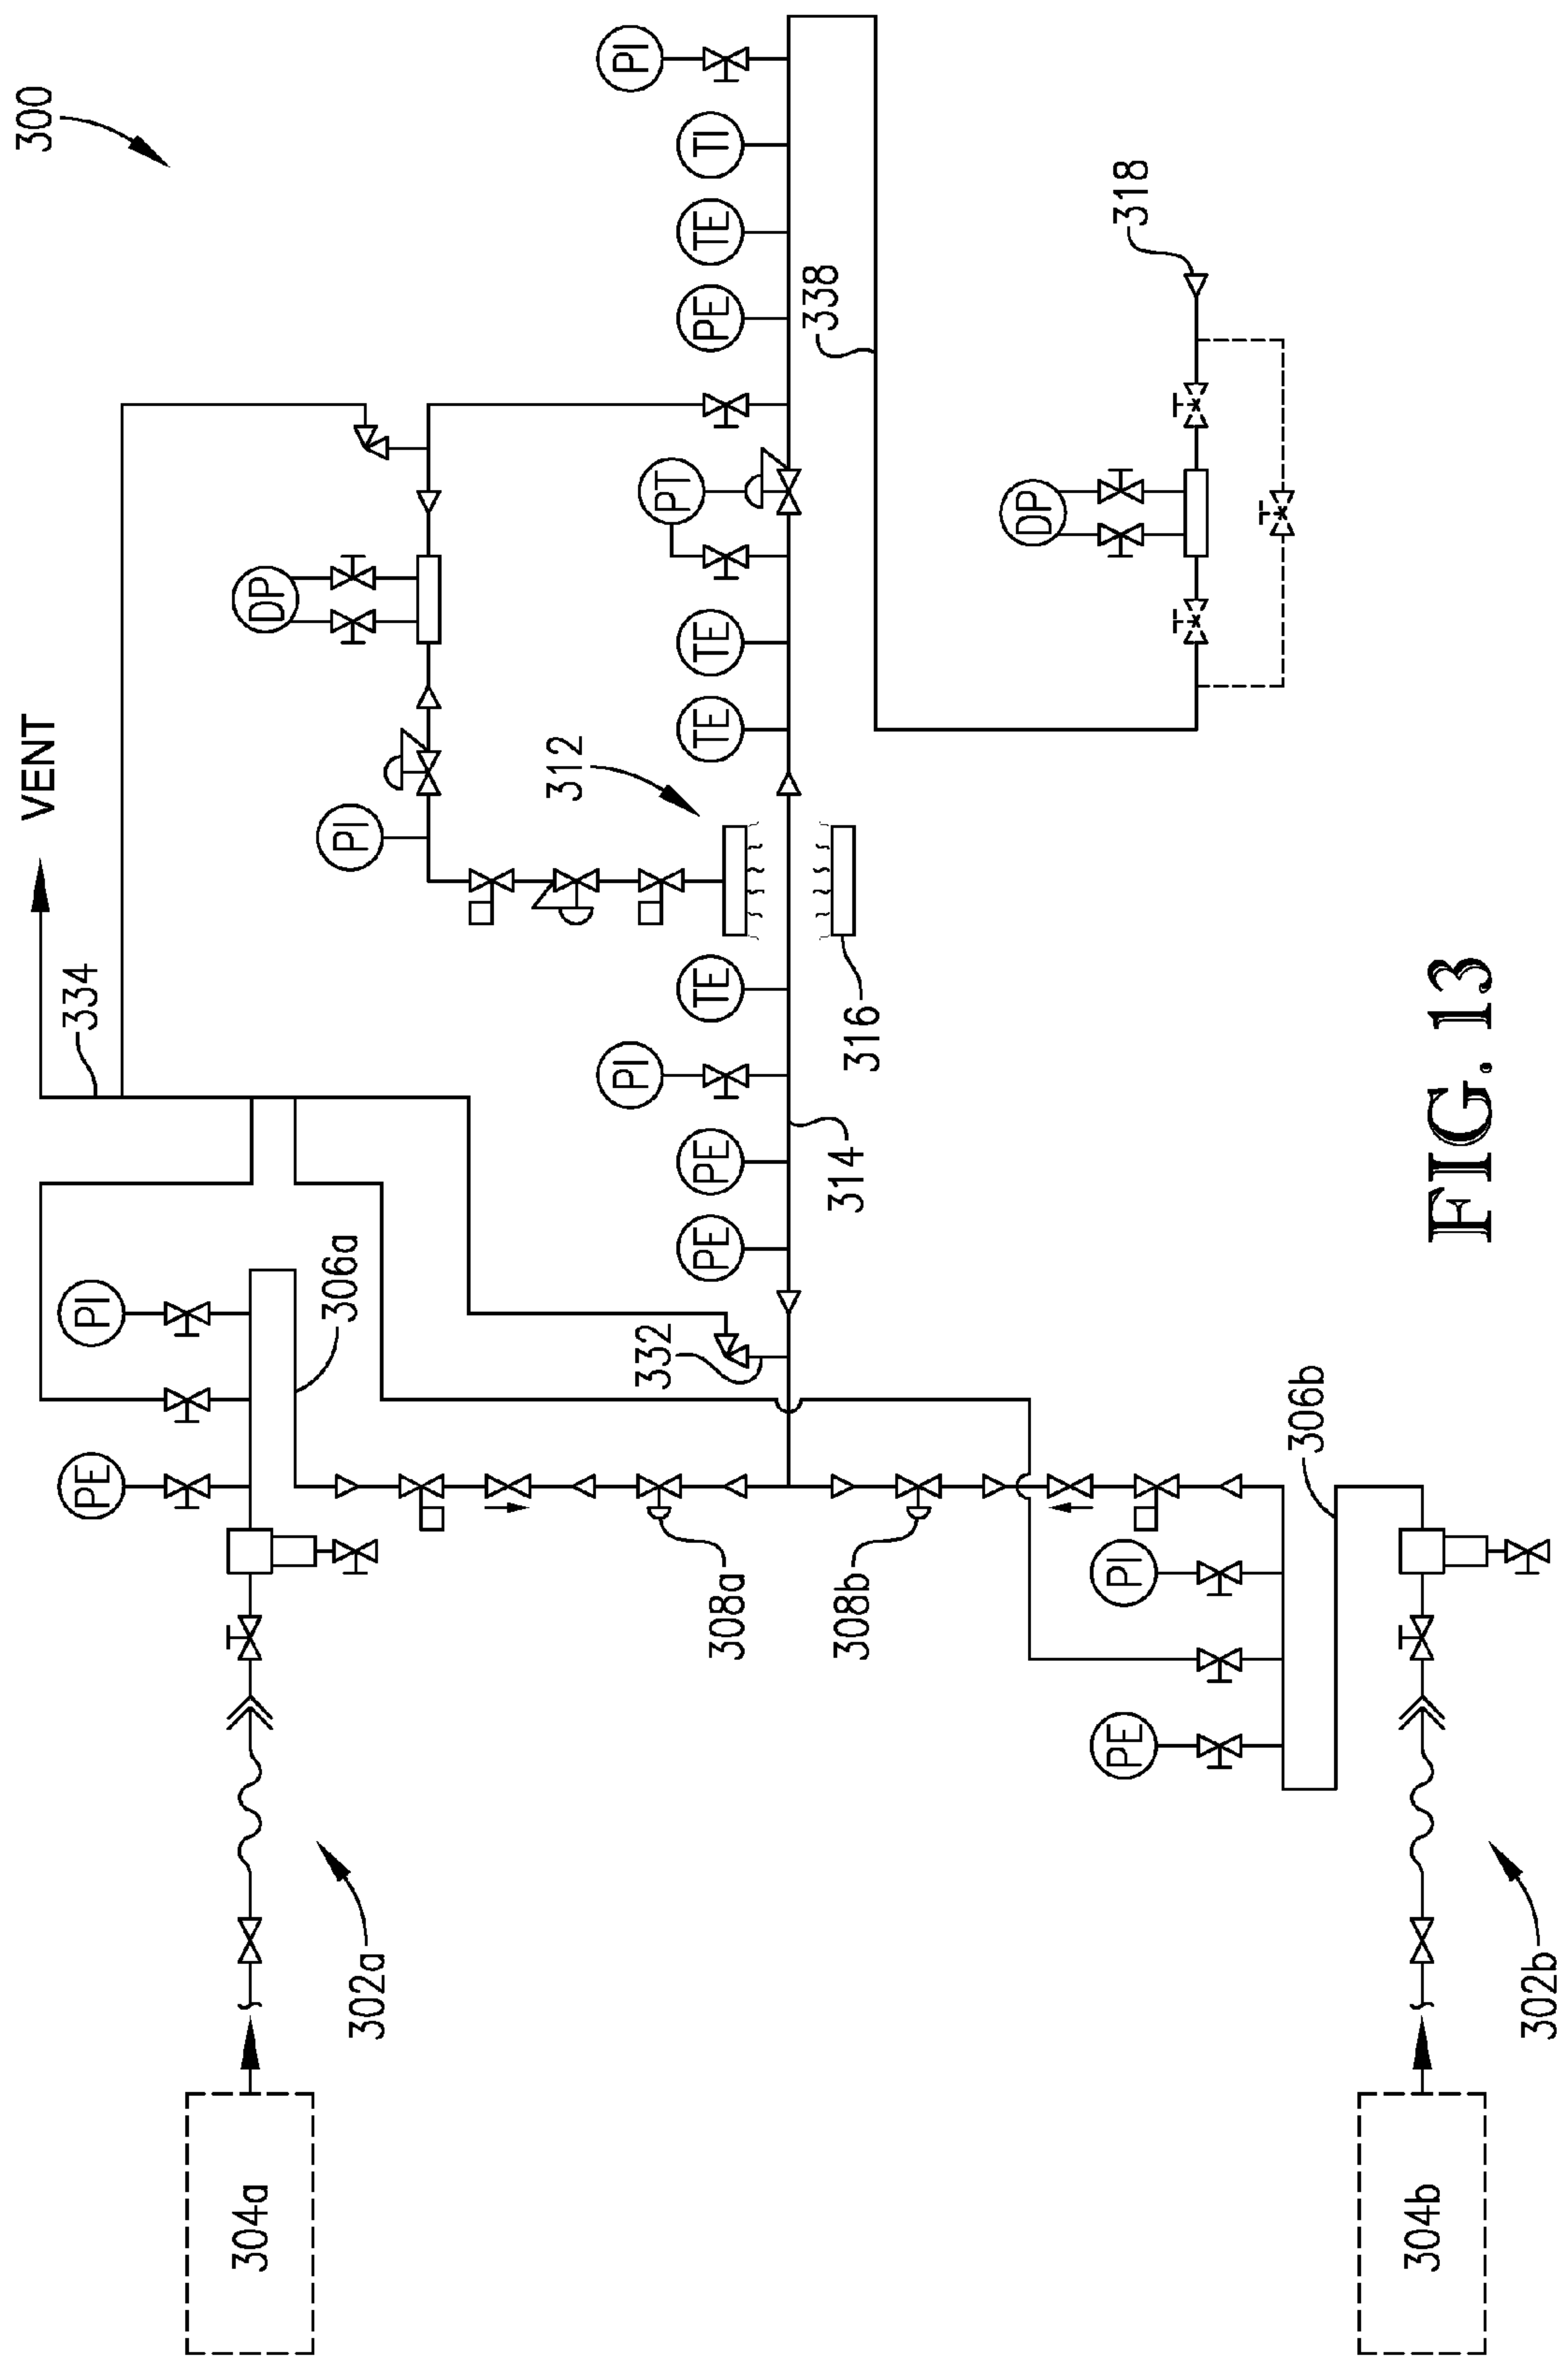 300
VENT
334
PI
TI
TE
PE
338
318
DP
PT
TE
TE
DP
PI
312
316
TE
PI
PE
PE
314
332
PI
306a
PE
308a
308b
306b
PI
PE
302a
302b
304a
304b
FIG. 13